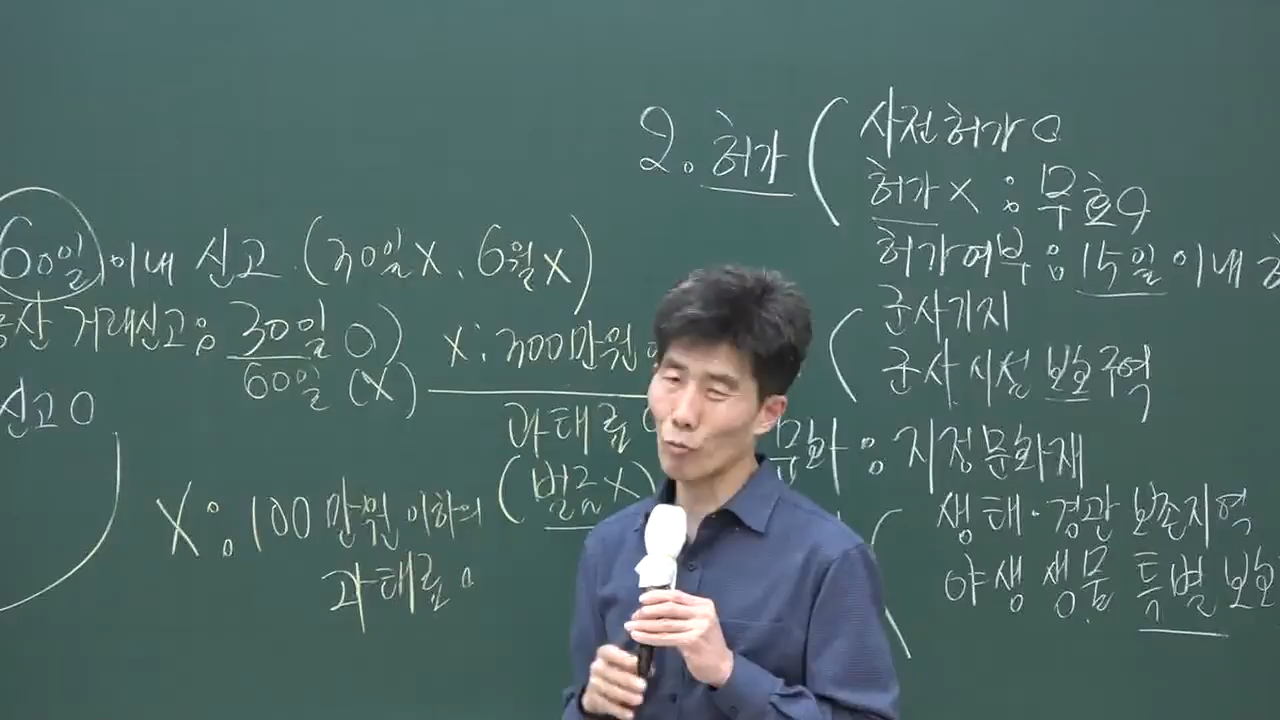 60일 이내 신고 (30일X, 6월X)
동산 거래신고: 30일 O)
60일 (X)
X: 300만원
과태료
(벌금X)
신고 O
X: 100만원 이하의
과태료
2. 허가
사전허가 O
허가 X : 무효
허가여부 : 15일 이내
군사기지
군사시설 보호구역
문화 : 지정문화재
생태·경관 보존지역
야생생물 특별보호